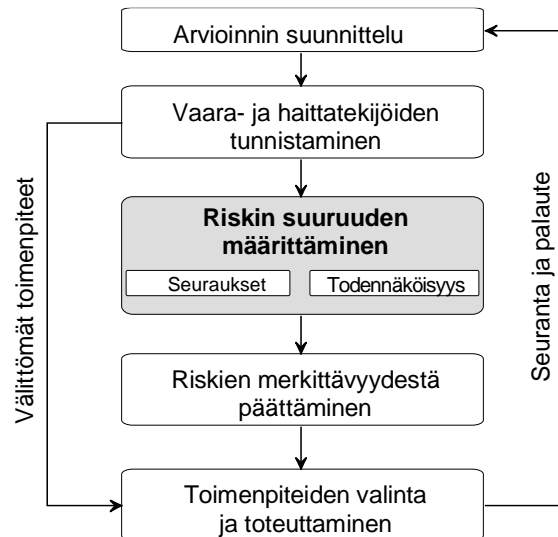 Arvioinnin suunnittelu
Vaara- ja haittatekijöiden
tunnistaminen
Riskin suuruuden
määrittäminen
Seuraukset
Todennäköisyys
Riskien merkittävyydestä
päättäminen
Toimenpiteiden valinta
ja toteuttaminen
Välittömät toimenpiteet
Seuranta ja palaute